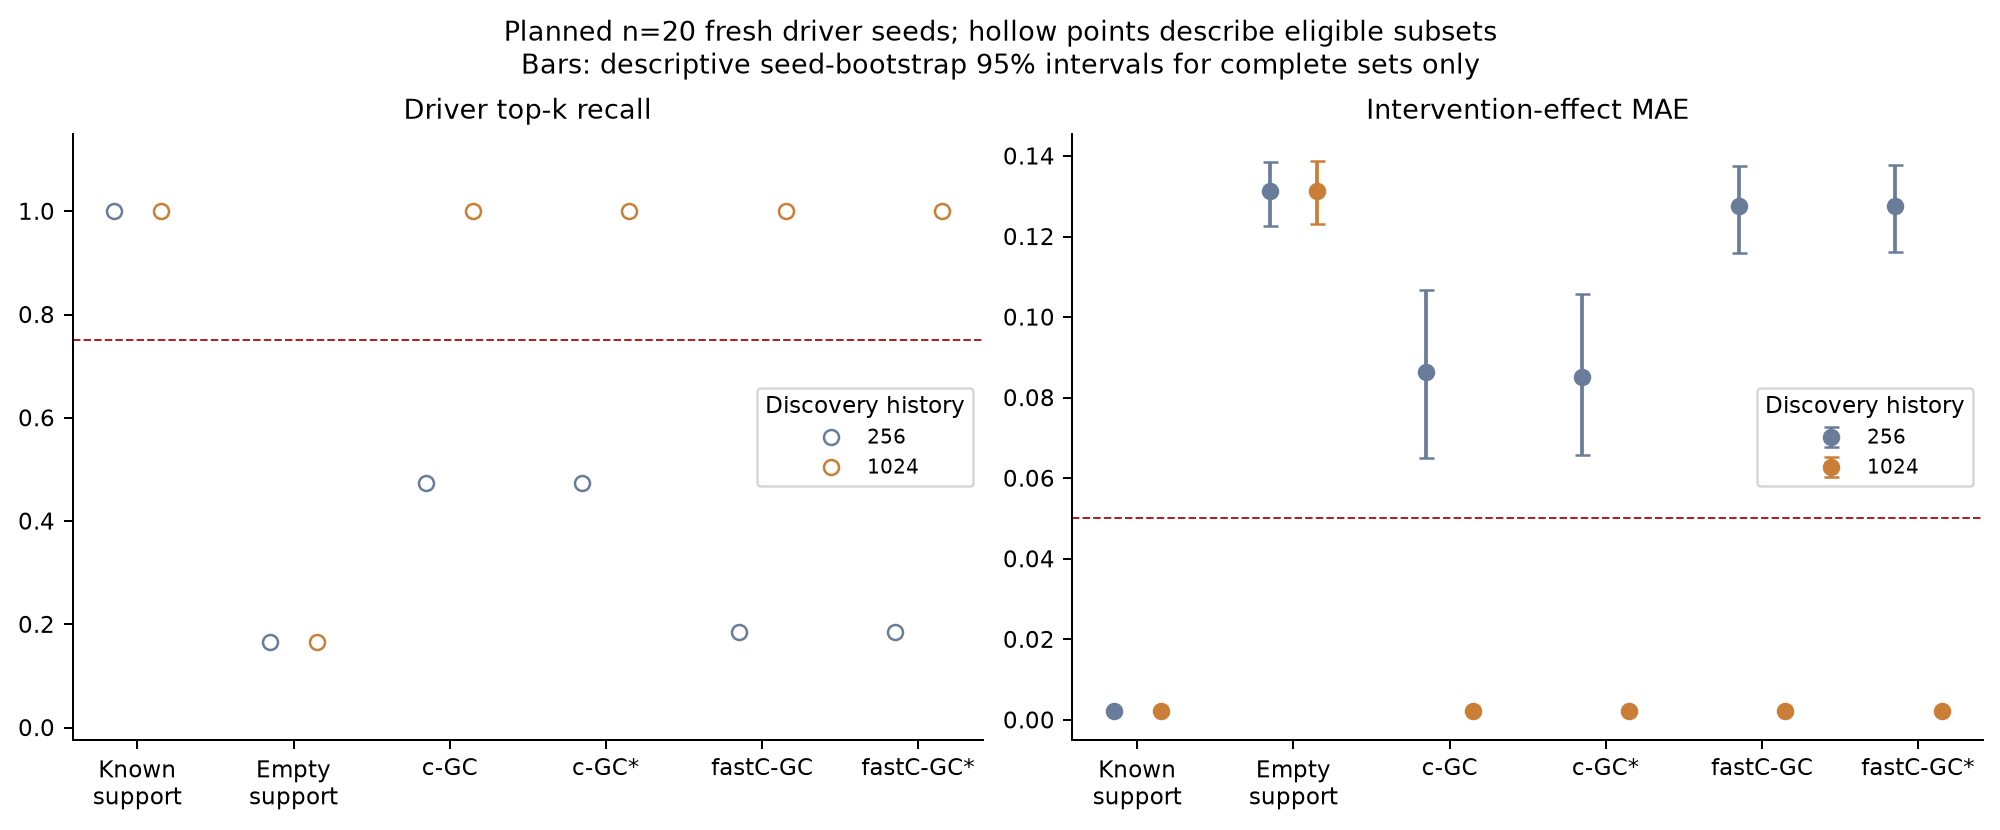 Planned n=20 fresh driver seeds; hollow points describe eligible subsets
Bars: descriptive seed-bootstrap 95% intervals for complete sets only
Driver top-k recall
1.0
0.8
0.6
0.4
0.2
0.0
Discovery history
256
1024
Known support
Empty support
c-GC
c-GC*
fastC-GC
fastC-GC*
Intervention-effect MAE
0.14
0.12
0.10
0.08
0.06
0.04
0.02
0.00
Discovery history
256
1024
Known support
Empty support
c-GC
c-GC*
fastC-GC
fastC-GC*